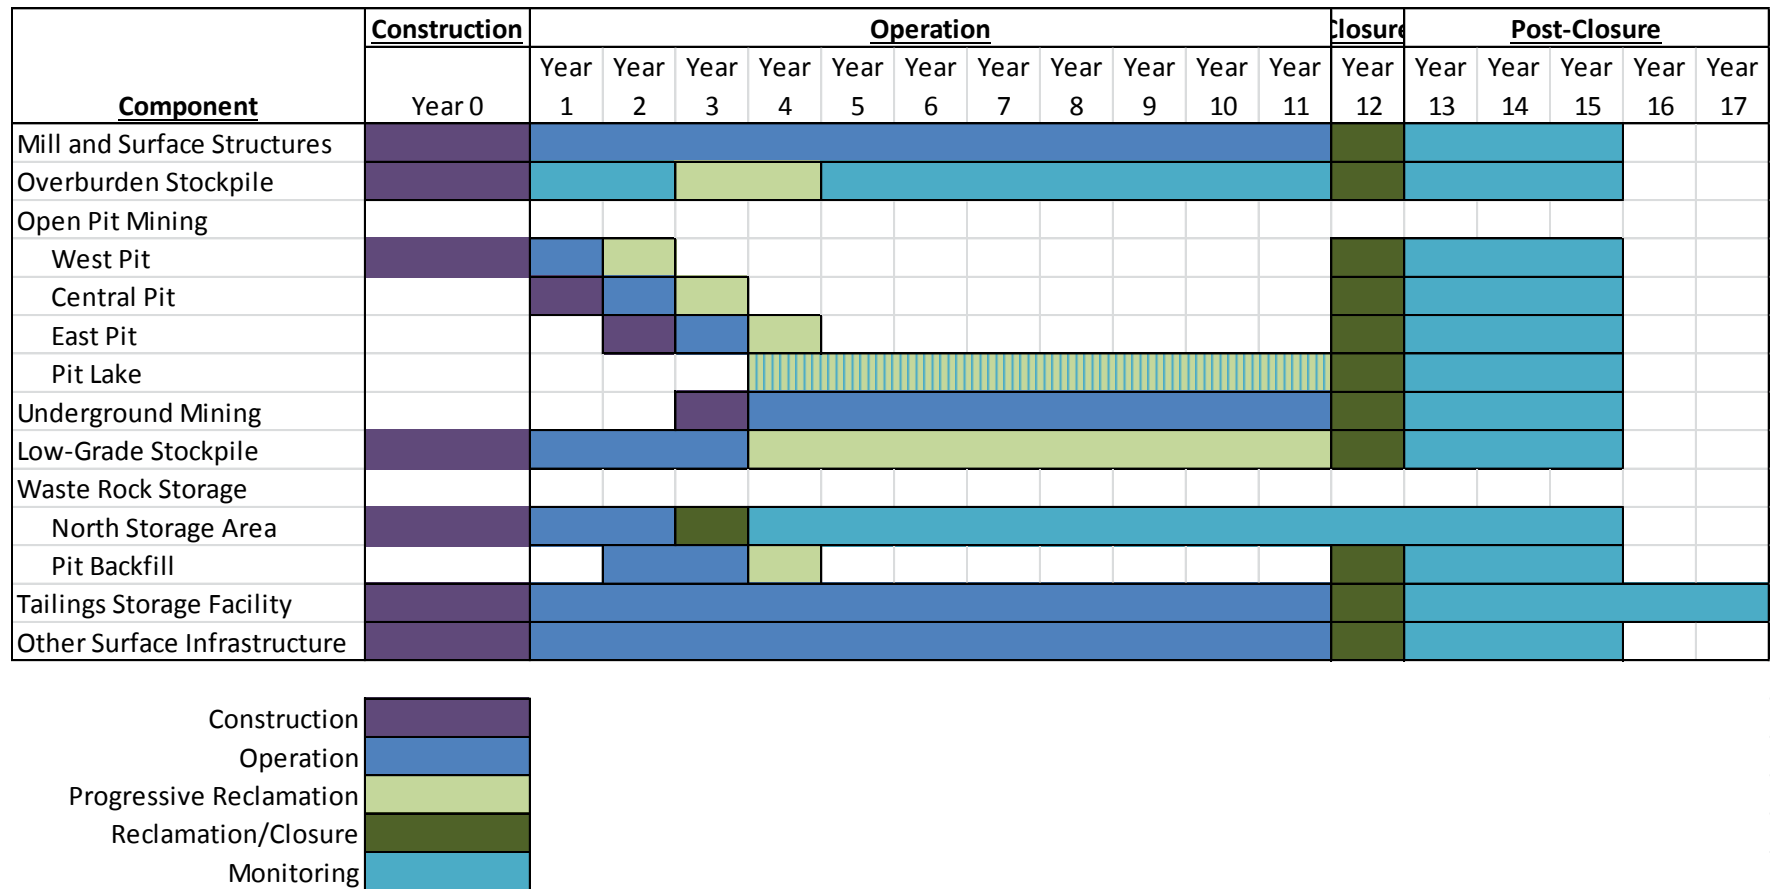 Construction Operation Closure Post-Closure
Year Year Year Year Year Year Year Year Year Year Year Year Year Year Year Year Year
Component Year 0 1 2 3 4 5 6 7 8 9 10 11 12 13 14 15 16 17
Mill and Surface Structures
Overburden Stockpile
Open Pit Mining
West Pit
Central Pit
East Pit
Pit Lake
Underground Mining
Low-Grade Stockpile
Waste Rock Storage
North Storage Area
Pit Backfill
Tailings Storage Facility
Other Surface Infrastructure
Construction
Operation
Progressive Reclamation
Reclamation/Closure
Monitoring